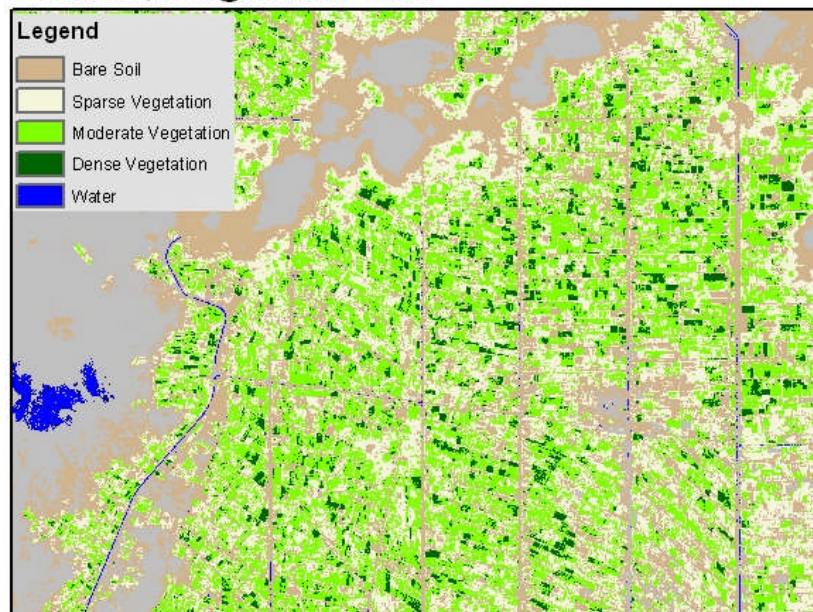 Legend
Bare Soil
Sparse Vegetation
Moderate Vegetation
Dense Vegetation
Water